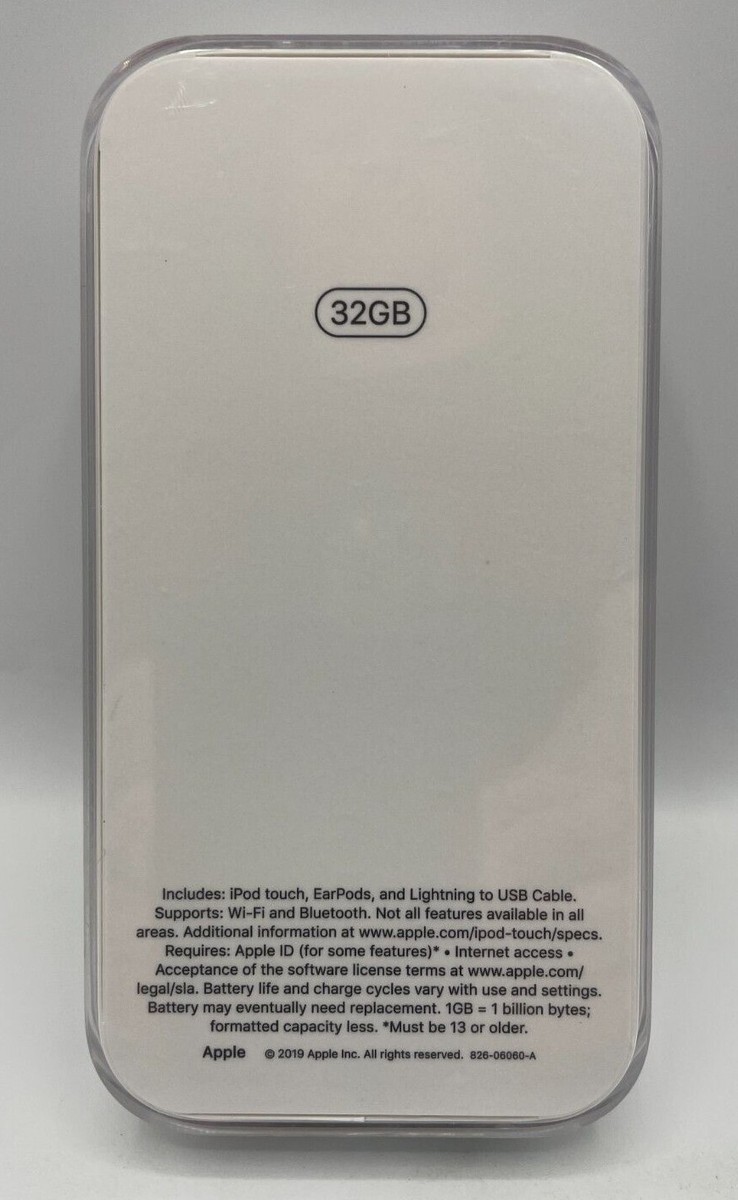 32GB
Includes: iPod touch, EarPods, and Lightning to USB Cable.
Supports: Wi-Fi and Bluetooth. Not all features available in all
areas. Additional information at www.apple.com/ipod-touch/specs.
Requires: Apple ID (for some features)* • Internet access •
Acceptance of the software license terms at www.apple.com/
legal/sla. Battery life and charge cycles vary with use and settings.
Battery may eventually need replacement. 1GB = 1 billion bytes;
formatted capacity less. *Must be 13 or older.
Apple © 2019 Apple Inc. All rights reserved. 826-06060-A